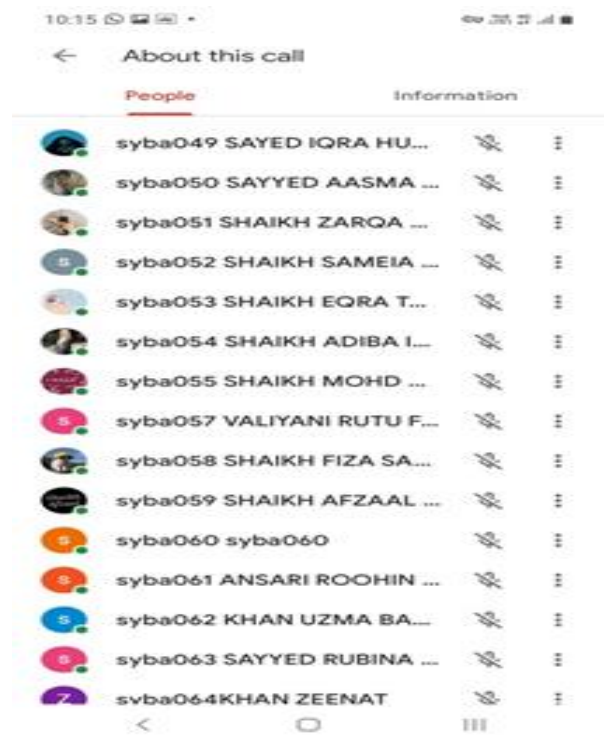 10:15
About this call
People Information
syba049 SAYED IQRA HU...
syba050 SAYYED AASMA ...
syba051 SHAIKH ZARQA ...
S syba052 SHAIKH SAMEIA ...
syba053 SHAIKH EQRA T...
syba054 SHAIKH ADIBA I...
syba055 SHAIKH MOHD ...
S syba057 VALIYANI RUTU F...
syba058 SHAIKH FIZA SA...
syba059 SHAIKH AFZAAL ...
S syba060 syba060
S syba061 ANSARI ROOHIN ...
S syba062 KHAN UZMA BA...
S syba063 SAYYED RUBINA ...
Z syba064KHAN ZEENAT